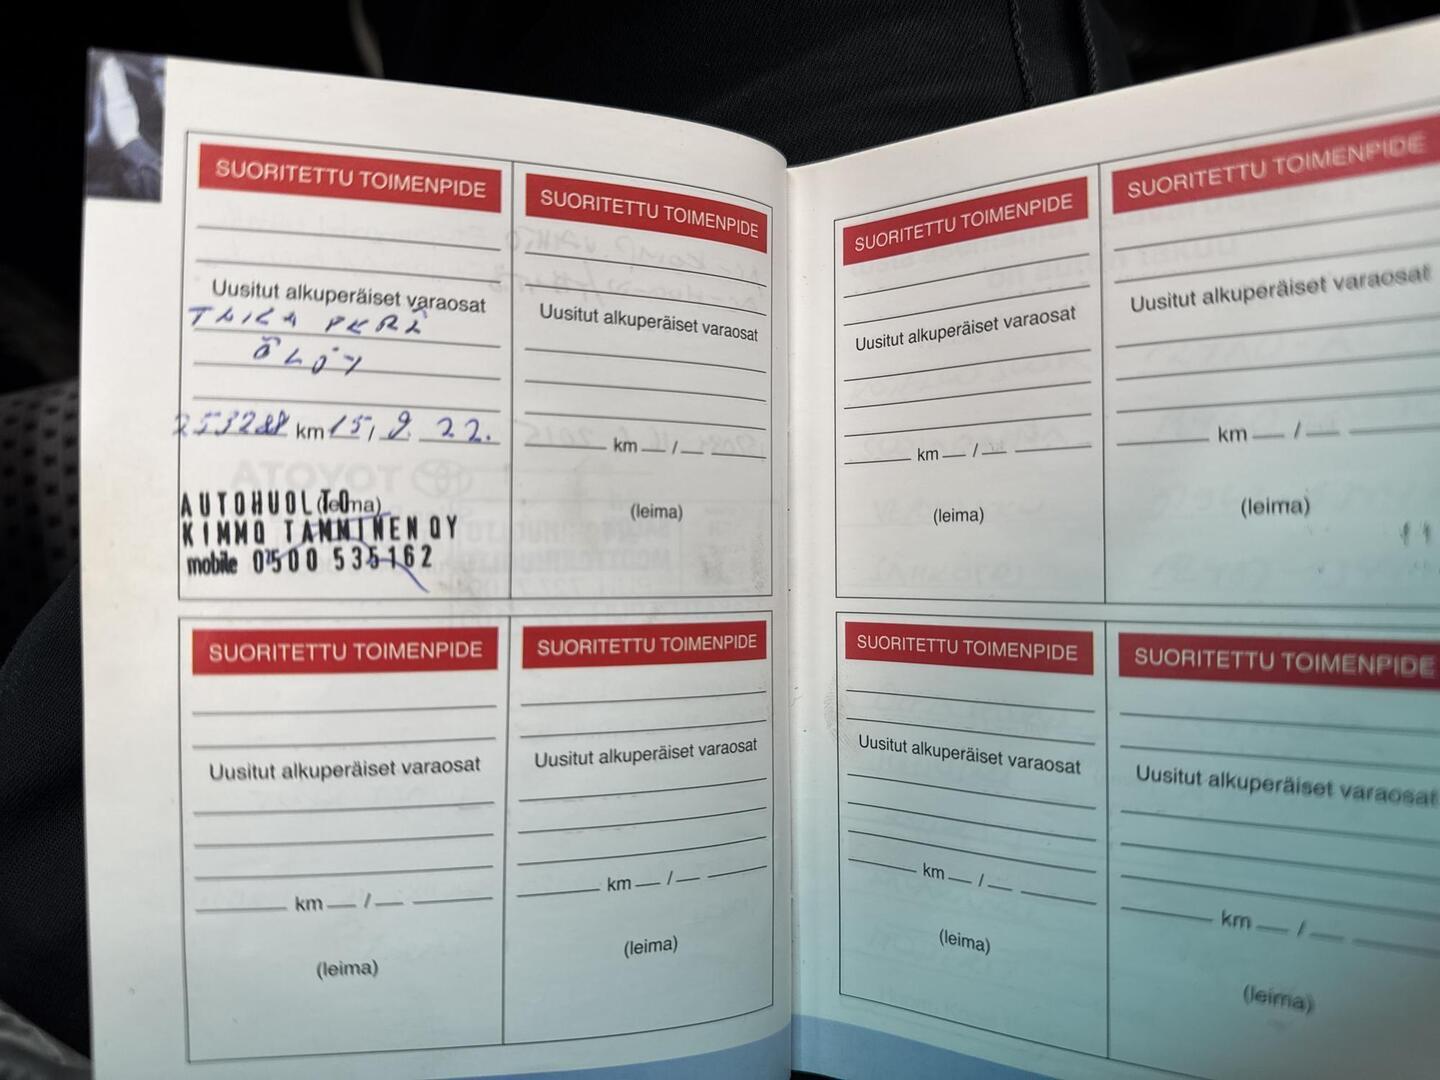 SUORITETTU TOIMENPIDE
Uusitut alkuperäiset varaosat
TAKA PERÄ
ÖLJY
253288 km 15, 9. 22.
(leima)
AUTOHUOLTO
KIMMO TAMMINEN OY
mobile 0500 535162
SUORITETTU TOIMENPIDE
Uusitut alkuperäiset varaosat
km / 
(leima)
SUORITETTU TOIMENPIDE
Uusitut alkuperäiset varaosat
km /
(leima)
SUORITETTU TOIMENPIDE
Uusitut alkuperäiset varaosat
km /
(leima)
SUORITETTU TOIMENPIDE
Uusitut alkuperäiset varaosat
km /
(leima)
SUORITETTU TOIMENPIDE
Uusitut alkuperäiset varaosat
km /
(leima)
SUORITETTU TOIMENPIDE
Uusitut alkuperäiset varaosat
km /
(leima)
SUORITETTU TOIMENPIDE
Uusitut alkuperäiset varaosat
km /
(leima)